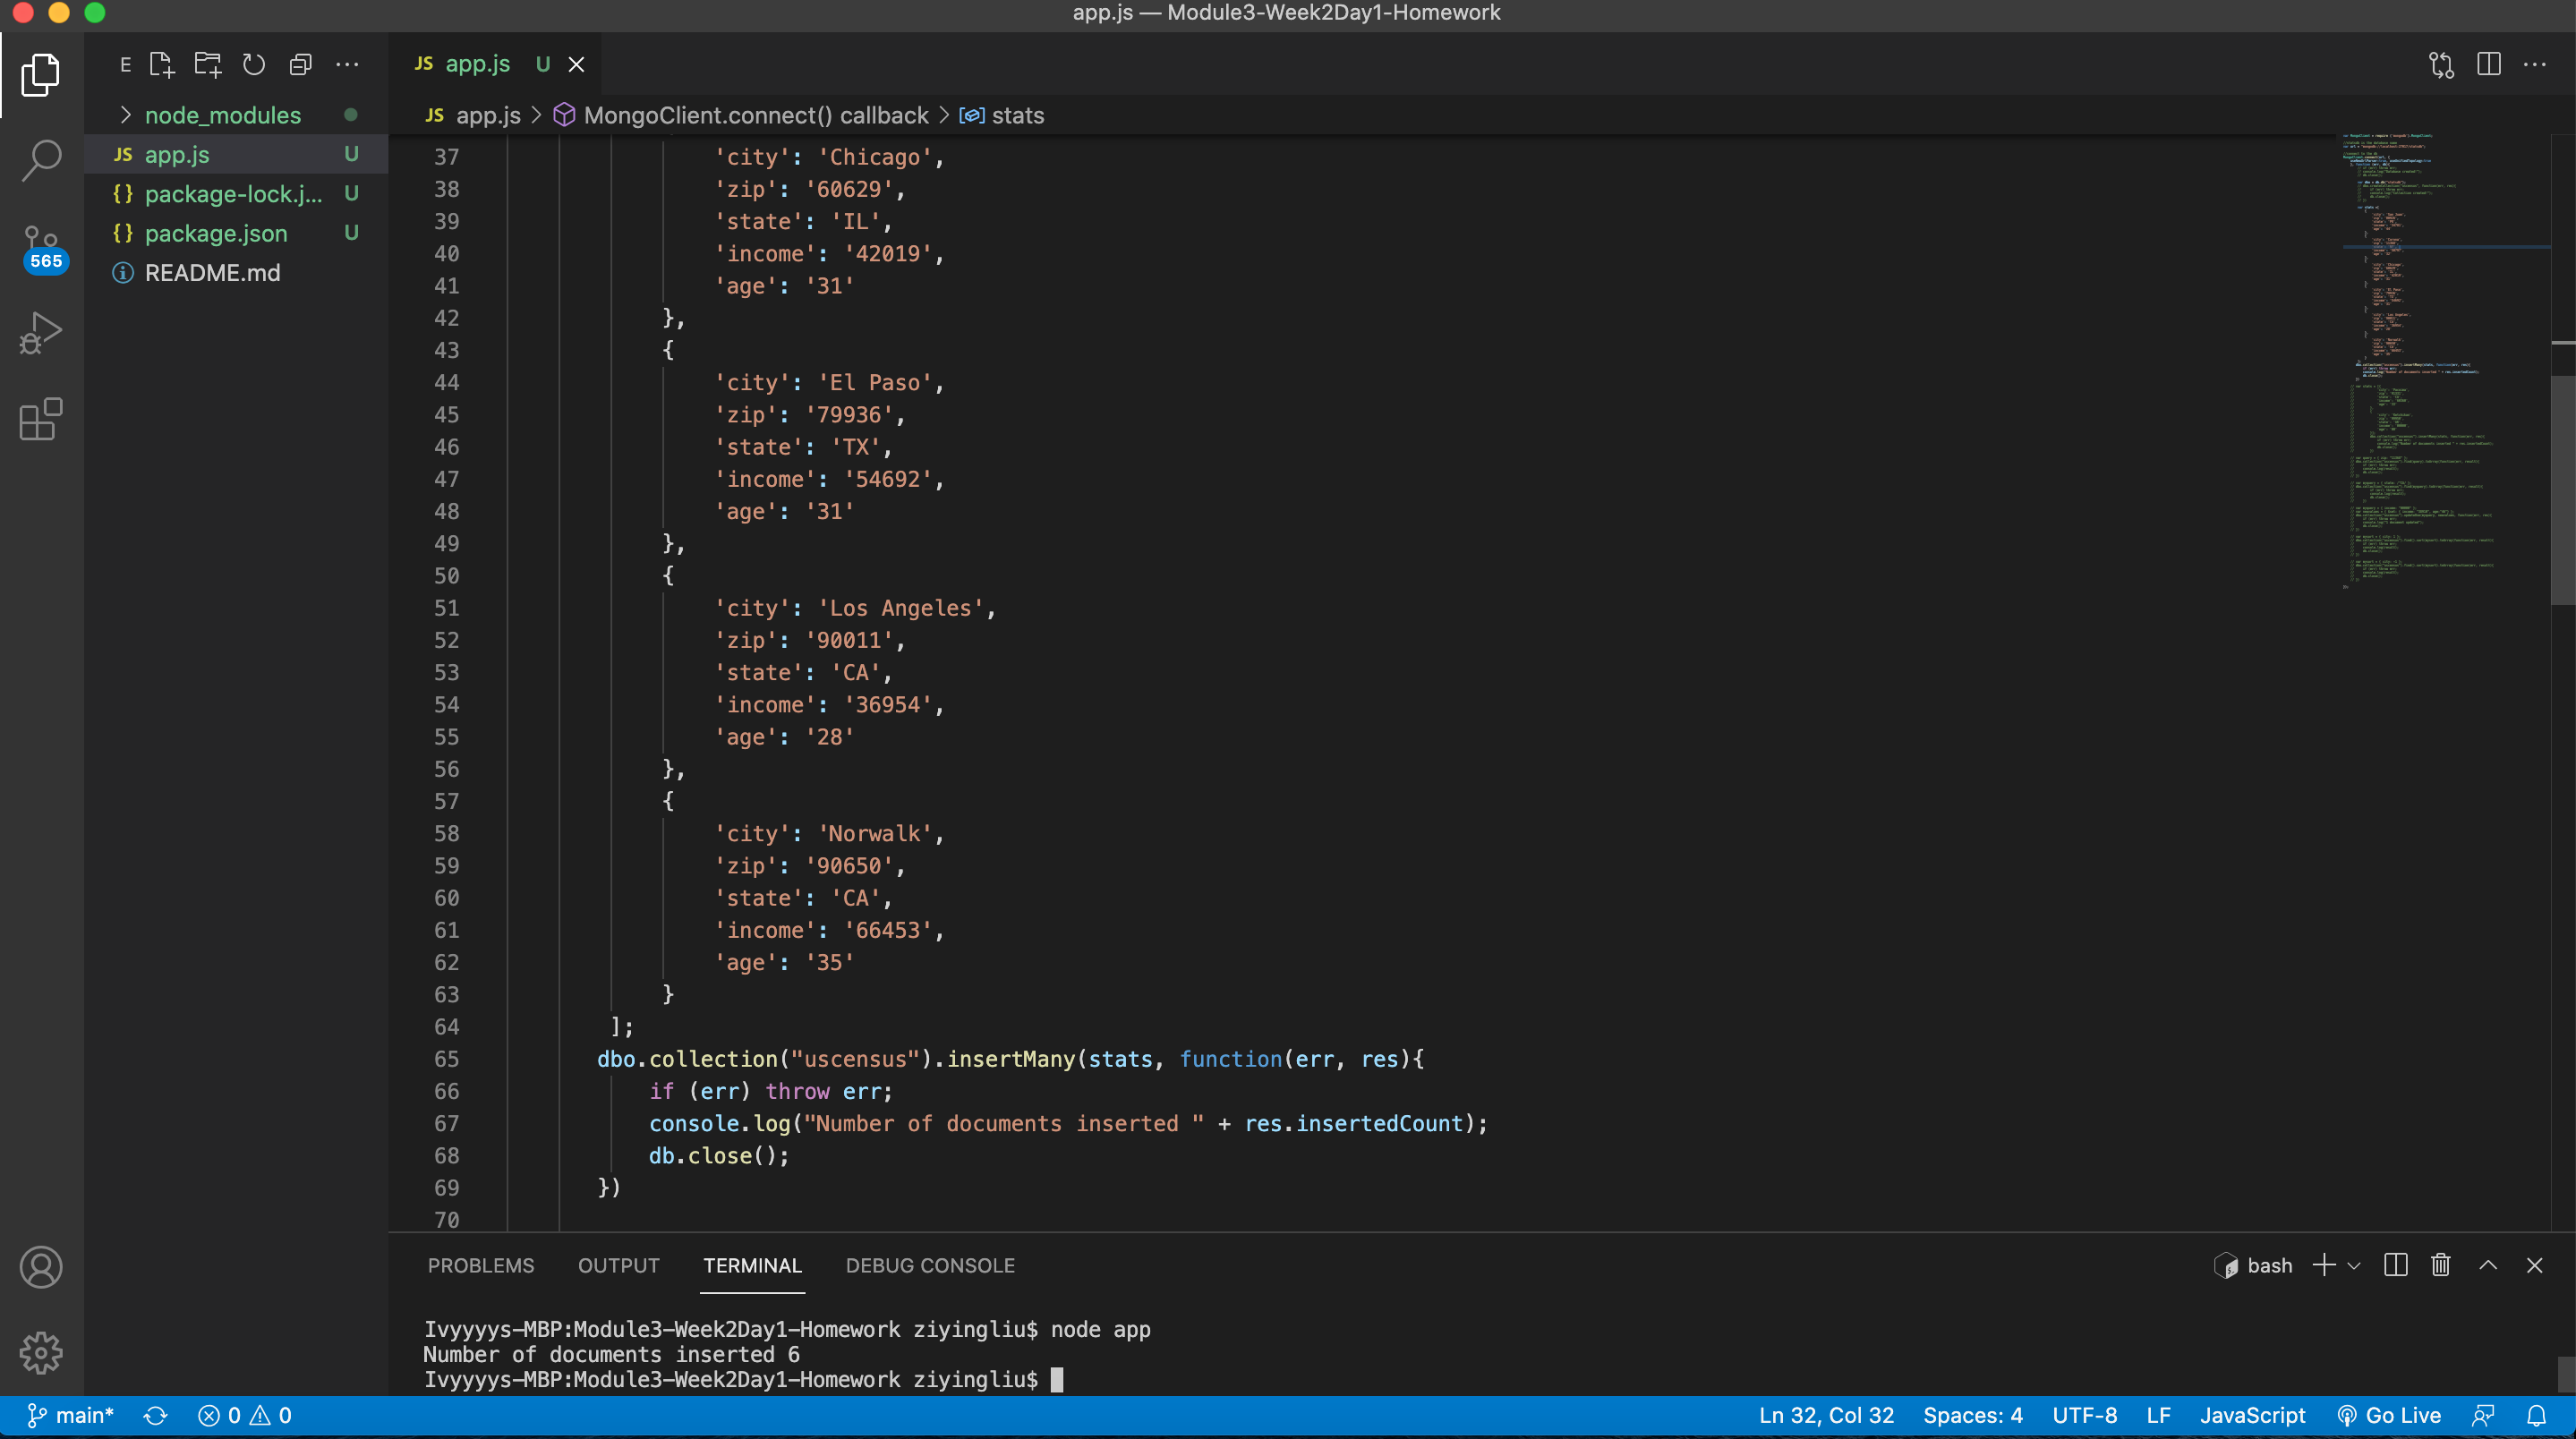 app.js — Module3-Week2Day1-Homework
E
JS app.js U
node_modules
JS app.js U
{} package-lock.j... U
{} package.json U
README.md
565
JS app.js > MongoClient.connect() callback > stats
37 'city': 'Chicago',
38 'zip': '60629',
39 'state': 'IL',
40 'income': '42019',
41 'age': '31'
42 },
43 {
44 'city': 'El Paso',
45 'zip': '79936',
46 'state': 'TX',
47 'income': '54692',
48 'age': '31'
49 },
50 {
51 'city': 'Los Angeles',
52 'zip': '90011',
53 'state': 'CA',
54 'income': '36954',
55 'age': '28'
56 },
57 {
58 'city': 'Norwalk',
59 'zip': '90650',
60 'state': 'CA',
61 'income': '66453',
62 'age': '35'
63 }
64 ];
65 dbo.collection("uscensus").insertMany(stats, function(err, res){
66 if (err) throw err;
67 console.log("Number of documents inserted " + res.insertedCount);
68 db.close();
69 })
70
PROBLEMS OUTPUT TERMINAL DEBUG CONSOLE bash
Ivyyyys-MBP:Module3-Week2Day1-Homework ziyingliu$ node app
Number of documents inserted 6
Ivyyyys-MBP:Module3-Week2Day1-Homework ziyingliu$
main* 0 0 Ln 32, Col 32 Spaces: 4 UTF-8 LF JavaScript Go Live